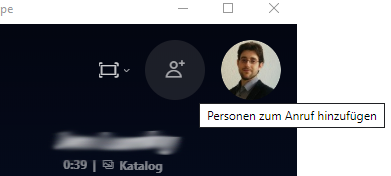 pe
Personen zum Anruf hinzufügen
0:39 | Katalog